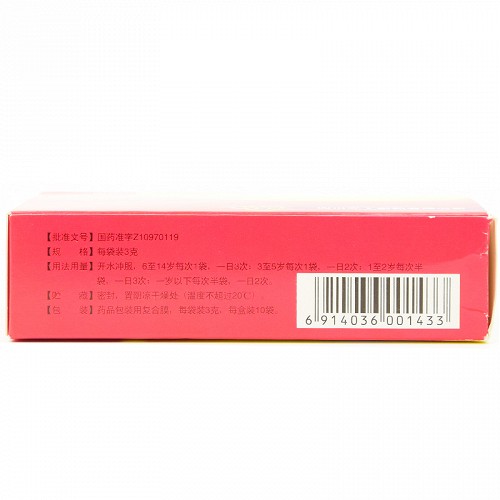 【批准文号】国药准字Z10970119
【规 格】每袋装3克
【用法用量】开水冲服，6至14岁每次1袋，一日3次；3至5岁每次1袋，一日2次；1至2岁每次半
袋，一日3次；一岁以下每次半袋，一日2次。
【贮 藏】密封，置阴凉干燥处（温度不超过20℃）。
【包 装】药品包装用复合膜，每袋装3克，每盒装10袋。
6 914036 001433